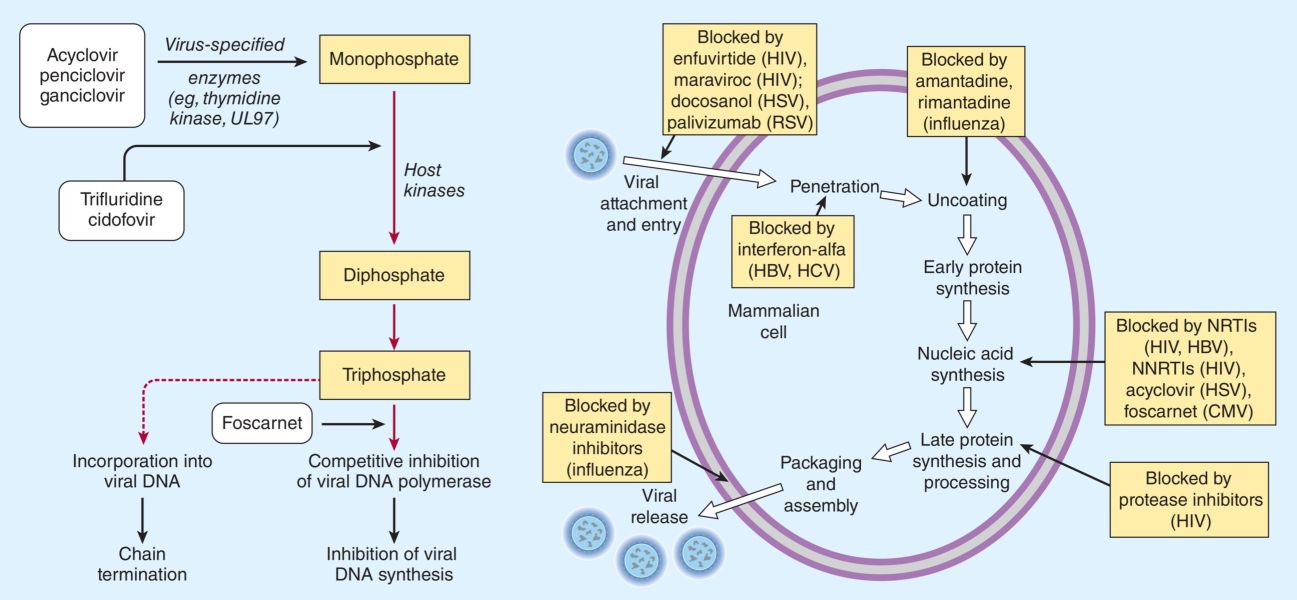 Acyclovir
penciclovir
ganciclovir
Virus-specified
enzymes
(eg, thymidine
kinase, UL97)
Monophosphate
Trifluridine
cidofovir
Host
kinases
Diphosphate
Triphosphate
Foscarnet
Incorporation into
viral DNA
Competitive inhibition
of viral DNA polymerase
Chain
termination
Inhibition of viral
DNA synthesis
Blocked by
enfuvirtide (HIV),
maraviroc (HIV);
docosanol (HSV),
palivizumab (RSV)
Blocked by
amantadine,
rimantadine
(influenza)
Viral
attachment
and entry
Penetration
Uncoating
Blocked by
interferon-alfa
(HBV, HCV)
Early protein
synthesis
Mammalian
cell
Nucleic acid
synthesis
Blocked by NRTIs
(HIV, HBV),
NNRTIs (HIV),
acyclovir (HSV),
foscarnet (CMV)
Blocked by
neuraminidase
inhibitors
(influenza)
Late protein
synthesis and
processing
Packaging
and
assembly
Blocked by
protease inhibitors
(HIV)
Viral
release